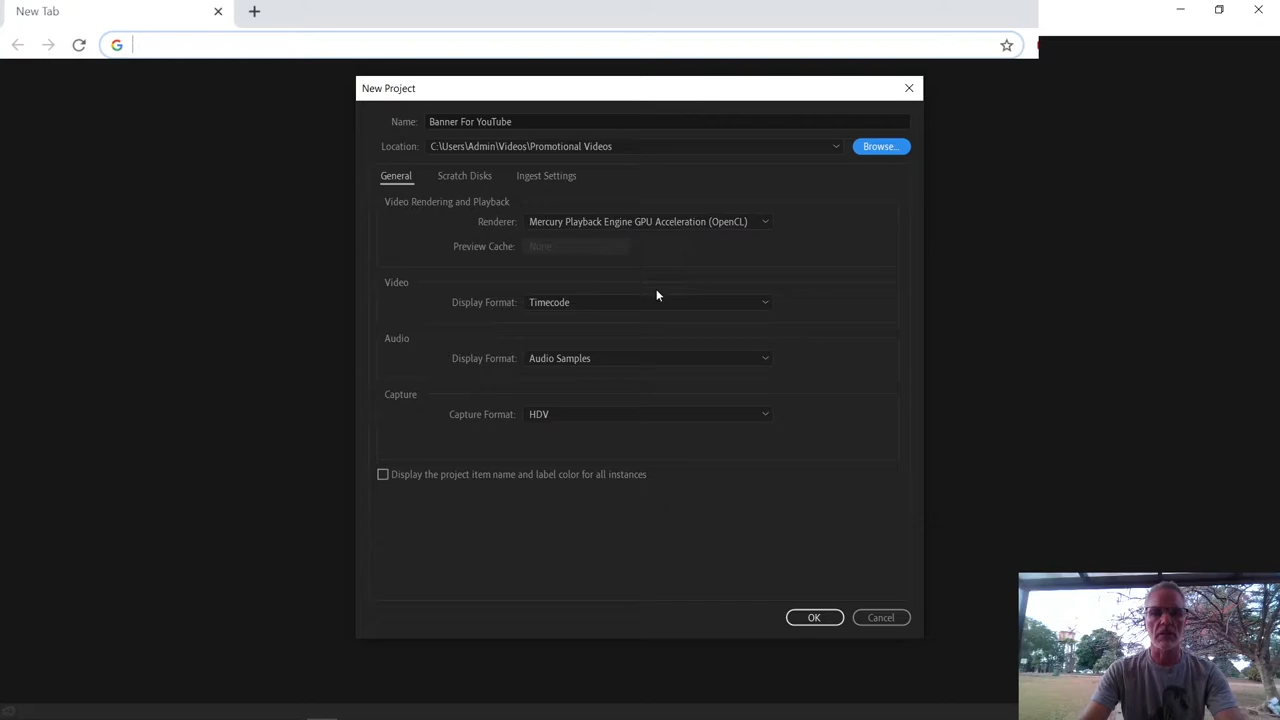 New Tab
New Project
Name: Banner For YouTube
Location: C:\Users\Admin\Videos\Promotional Videos Browse...
General Scratch Disks Ingest Settings
Video Rendering and Playback
Renderer: Mercury Playback Engine GPU Acceleration (OpenCL)
Preview Cache: None
Video
Display Format: Timecode
Audio
Display Format: Audio Samples
Capture
Capture Format: HDV
Display the project item name and label color for all instances
OK Cancel